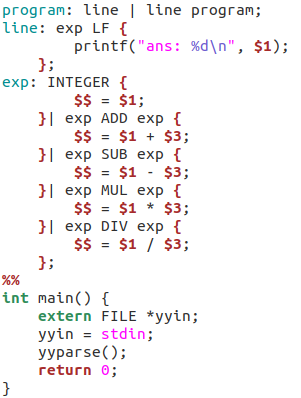 program: line | line program;
line: exp LF {
        printf("ans: %d\n", $1);
    };
exp: INTEGER {
        $$ = $1;
    }| exp ADD exp {
        $$ = $1 + $3;
    }| exp SUB exp {
        $$ = $1 - $3;
    }| exp MUL exp {
        $$ = $1 * $3;
    }| exp DIV exp {
        $$ = $1 / $3;
    };
%%
int main() {
    extern FILE *yyin;
    yyin = stdin;
    yyparse();
    return 0;
}